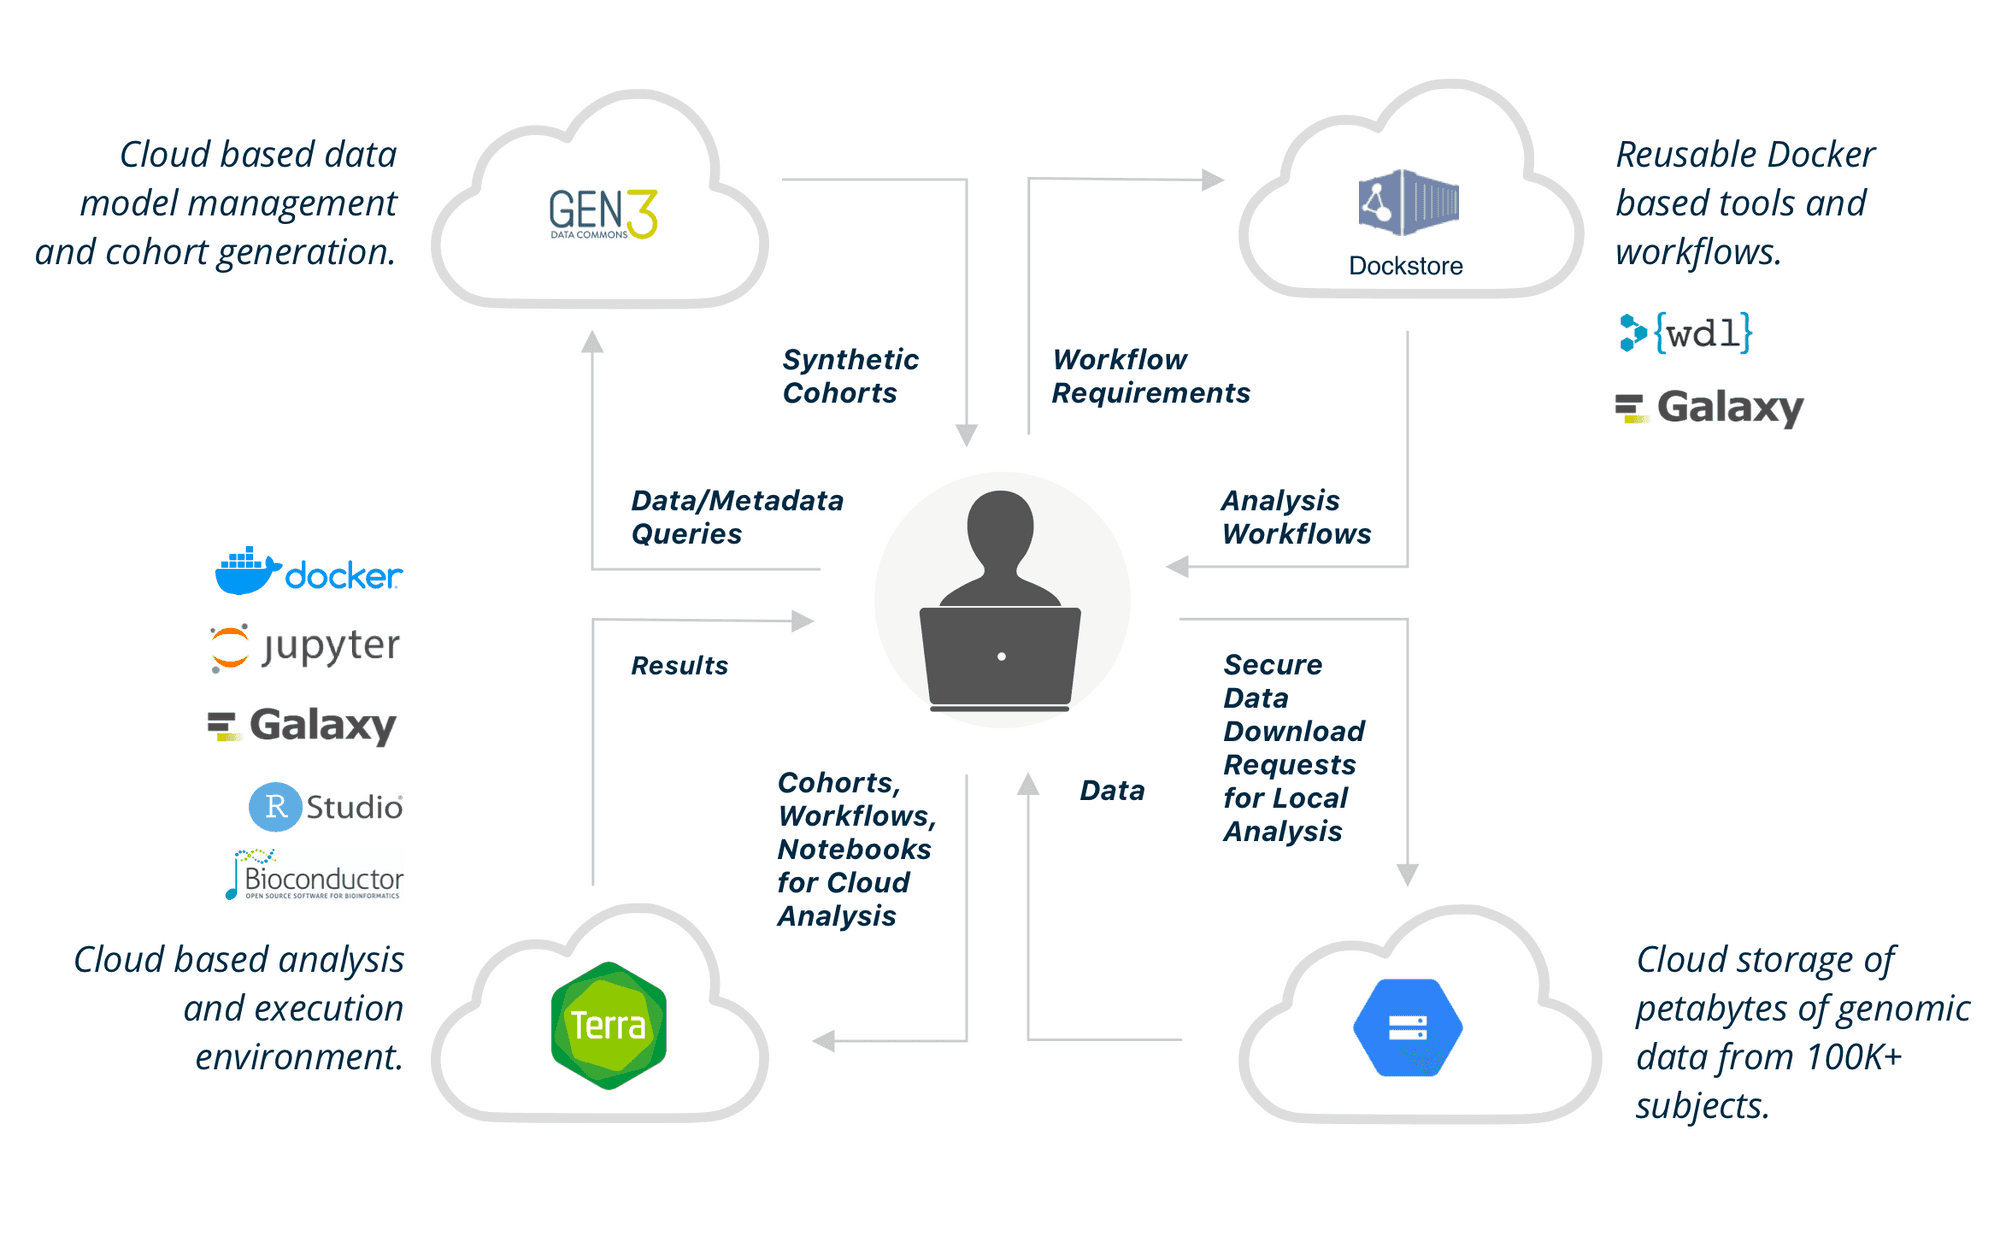 Cloud based data
model management
and cohort generation.
GEN3
DATA COMMONS
Dockstore
Reusable Docker
based tools and
workflows.
{wdl}
Galaxy
Synthetic
Cohorts
Workflow
Requirements
Data/Metadata
Queries
Analysis
Workflows
docker
jupyter
Galaxy
R Studio
Bioconductor
OPEN SOURCE SOFTWARE FOR BIOINFORMATICS
Results
Secure
Data
Download
Requests
for Local
Analysis
Cohorts,
Workflows,
Notebooks
for Cloud
Analysis
Data
Cloud based analysis
and execution
environment.
Terra
Cloud storage of
petabytes of genomic
data from 100K+
subjects.